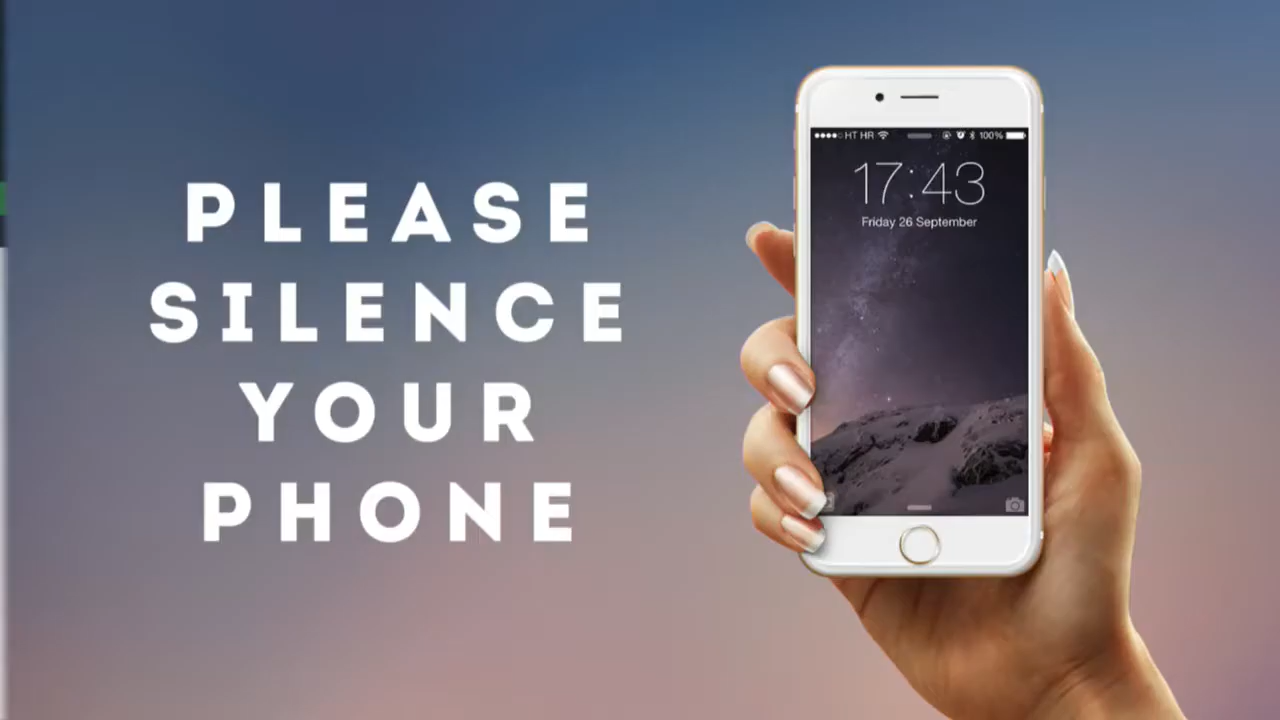 PLEASE
SILENCE
YOUR
PHONE
HT HR 100%
17:43
Friday 26 September